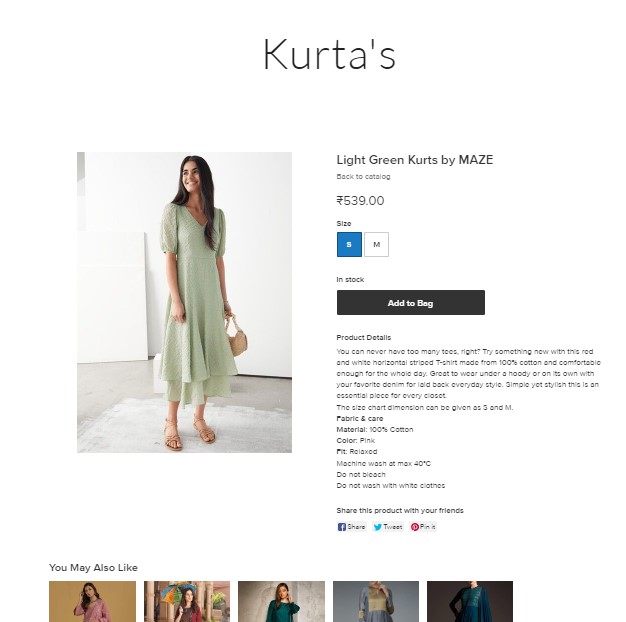 Kurta's
Light Green Kurts by MAZE
Back to catalog
₹539.00
Size
S M
In stock
Add to Bag
Product Details
You can never have too many tees, right? Try something new with this red
and white horizontal striped T-shirt made from 100% cotton and comfortable
enough for the whole day. Great to wear under a hoody or on its own with
your favorite denim for laid back everyday style. Simple yet stylish this is an
essential piece for every closet.
The size chart dimension can be given as S and M.
Fabric & care
Material: 100% Cotton
Color: Pink
Fit: Relaxed
Machine wash at max 40°C
Do not bleach
Do not wash with white clothes
Share this product with your friends
Share Tweet Pin it
You May Also Like